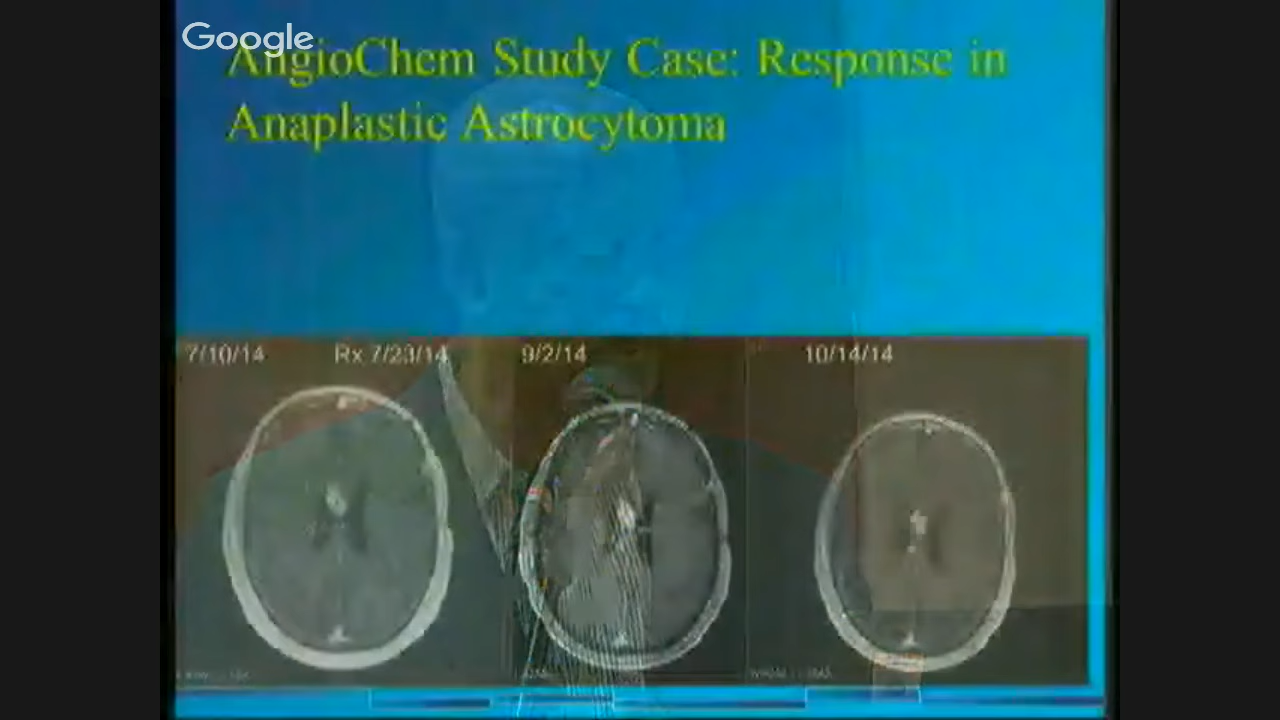 Google
AngioChem Study Case: Response in
Anaplastic Astrocytoma
7/10/14 Rx 7/23/14 9/2/14 10/14/14